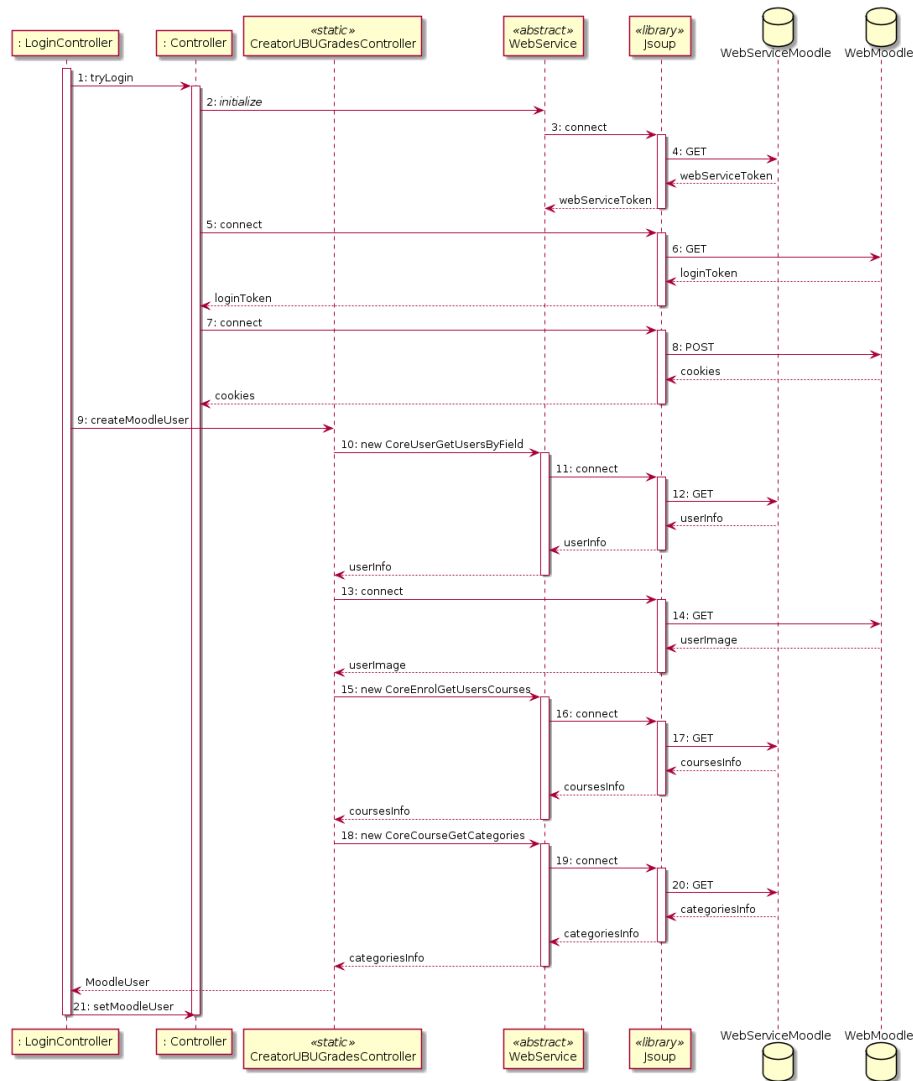 : LoginController
: Controller
«static»
CreatorUBUGradesController
«abstract»
WebService
«library»
Jsoup
WebServiceMoodle
WebMoodle
1: tryLogin
2: initialize
3: connect
4: GET
webServiceToken
webServiceToken
5: connect
6: GET
loginToken
loginToken
7: connect
8: POST
cookies
cookies
9: createMoodleUser
10: new CoreUserGetUsersByField
11: connect
12: GET
userInfo
userInfo
userInfo
13: connect
14: GET
userImage
userImage
15: new CoreEnrolGetUsersCourses
16: connect
17: GET
coursesInfo
coursesInfo
coursesInfo
18: new CoreCourseGetCategories
19: connect
20: GET
categoriesInfo
categoriesInfo
categoriesInfo
MoodleUser
21: setMoodleUser
: LoginController
: Controller
«static»
CreatorUBUGradesController
«abstract»
WebService
«library»
Jsoup
WebServiceMoodle
WebMoodle